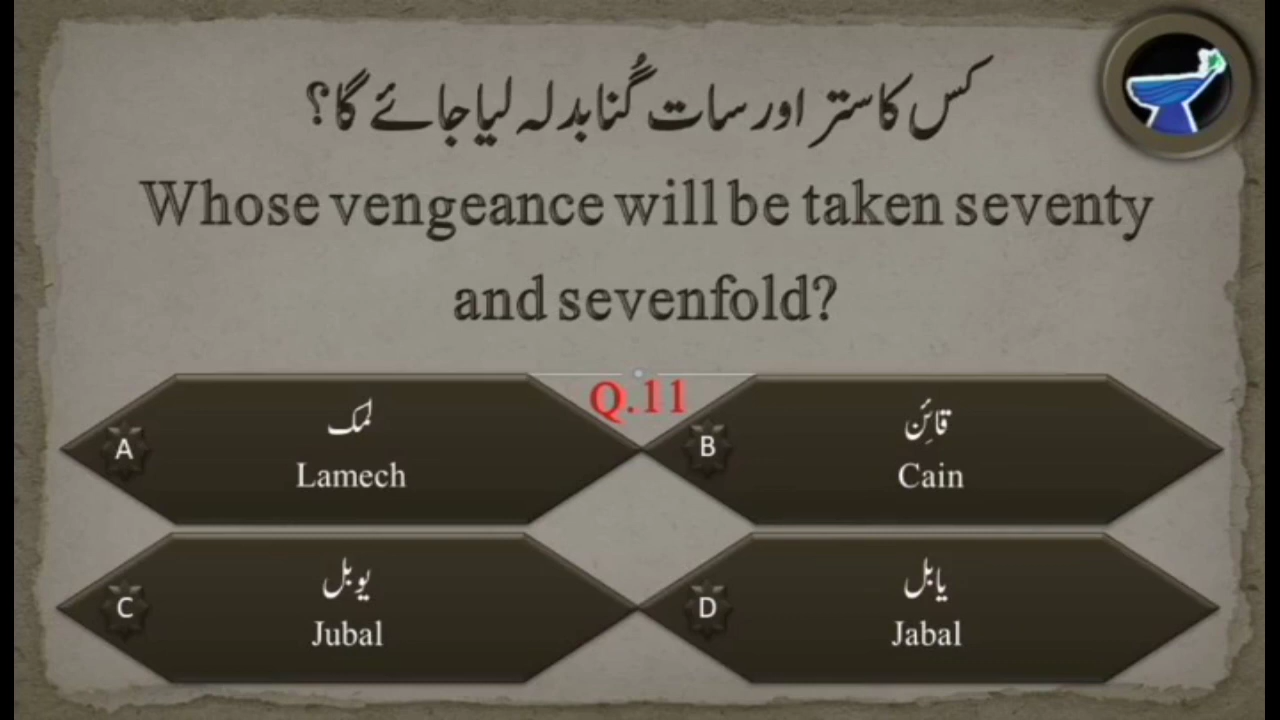 کس کا ستر اور سات گُنا بدلہ لیا جائے گا؟
Whose vengeance will be taken seventy
and sevenfold?
Q.11
A
لمک
Lamech
B
قائِن
Cain
C
یوبل
Jubal
D
یابل
Jabal